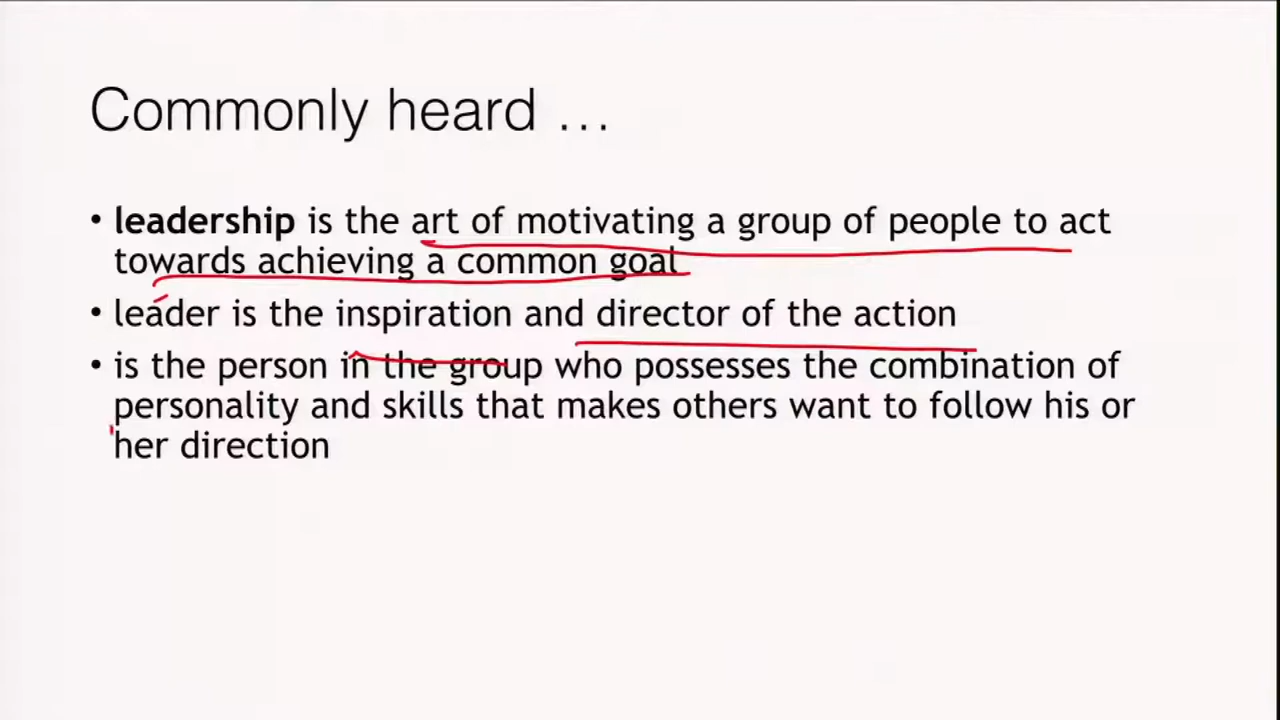 Commonly heard ...
• leadership is the art of motivating a group of people to act
towards achieving a common goal
• leader is the inspiration and director of the action
• is the person in the group who possesses the combination of
personality and skills that makes others want to follow his or
her direction